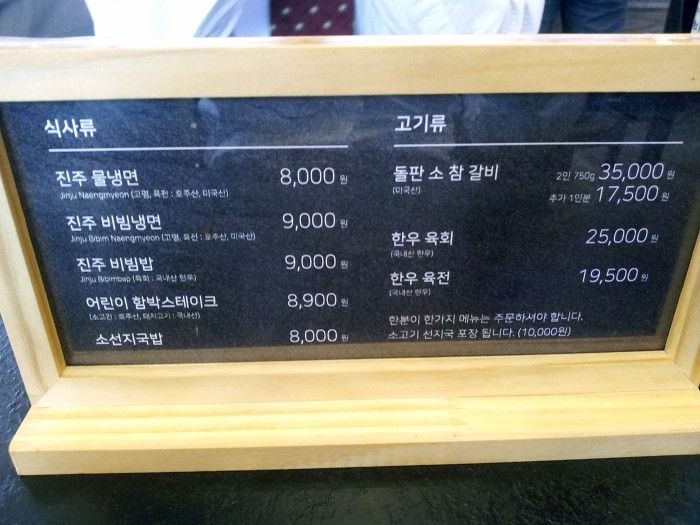 식사류
진주 물냉면 8,000 원
Jinju Naengmyeon (고명, 육전 : 호주산, 미국산)
진주 비빔냉면 9,000 원
Jinju Bibim Naengmyeon (고명, 육전 : 호주산, 미국산)
진주 비빔밥 9,000 원
Jinju Bibimbap (육회 : 국내산 한우)
어린이 함박스테이크 8,900 원
(소고기 : 호주산, 돼지고기 : 국내산)
소선지국밥 8,000 원
고기류
돌판 소 참 갈비 2인 750g 35,000 원
(미국산) 추가 1인분 17,500 원
한우 육회 25,000 원
(국내산 한우)
한우 육전 19,500 원
(국내산 한우)
한분이 한가지 메뉴는 주문하셔야 합니다.
소고기 선지국 포장 됩니다. (10,000원)